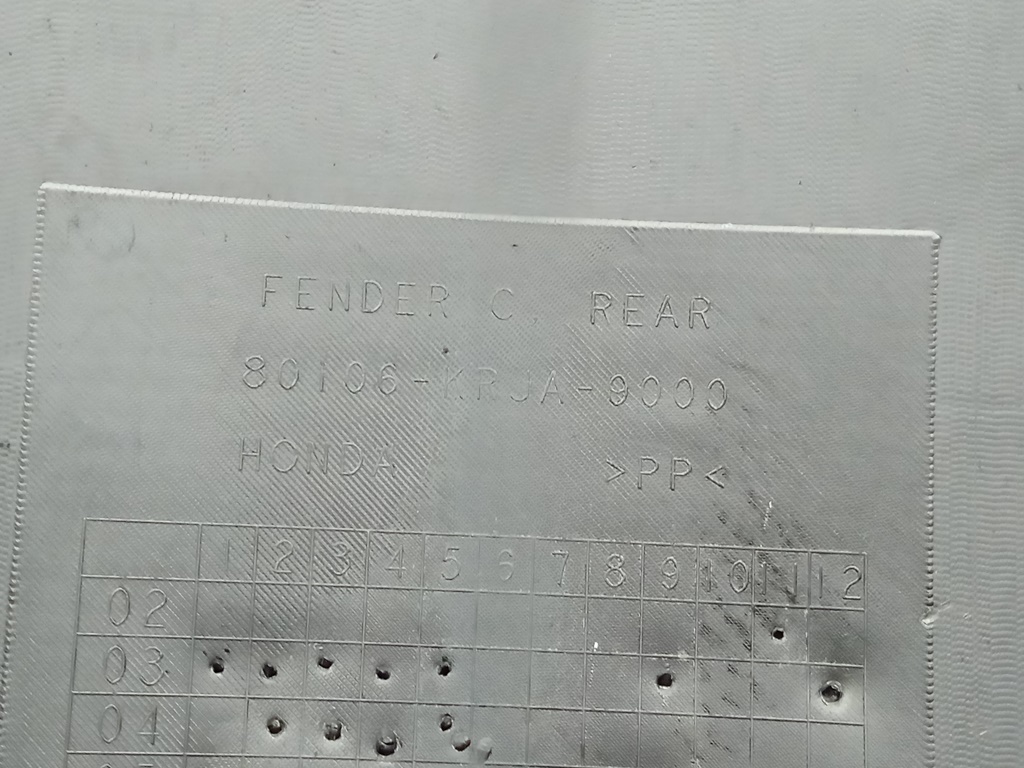 FENDER C, REAR
80106-KRJA-9000
HONDA >PP<
1 2 3 4 5 6 7 8 9 10 11 12
02
03
04